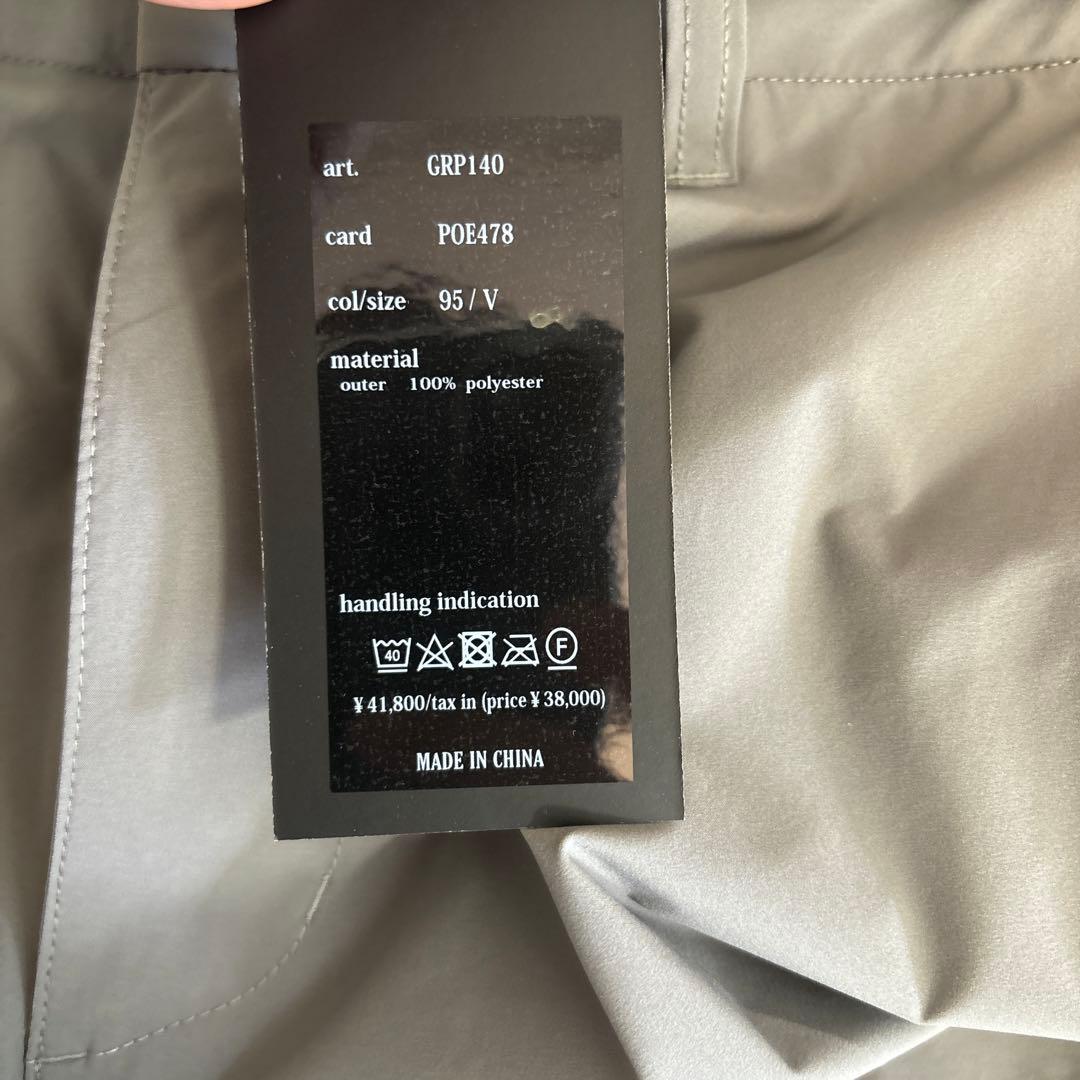 art. GRP140
card POE478
col/size 95 / V
material
outer 100% polyester
handling indication
40 F
¥41,800/tax in (price ¥38,000)
MADE IN CHINA